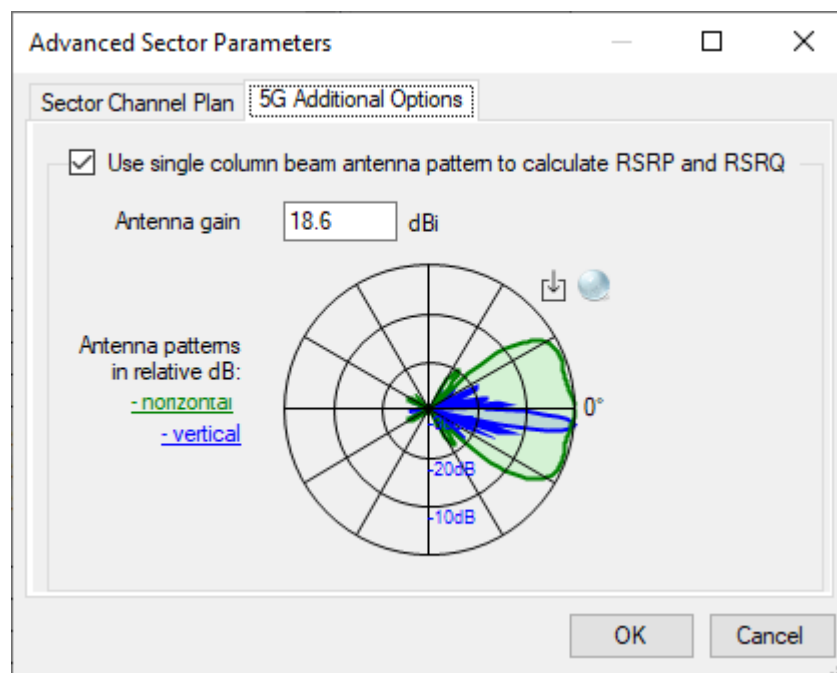 Advanced Sector Parameters
Sector Channel Plan 5G Additional Options
Use single column beam antenna pattern to calculate RSRP and RSRQ
Antenna gain 18.6 dBi
Antenna patterns
in relative dB:
- horizontal
- vertical
0°
-20dB
-10dB
OK Cancel